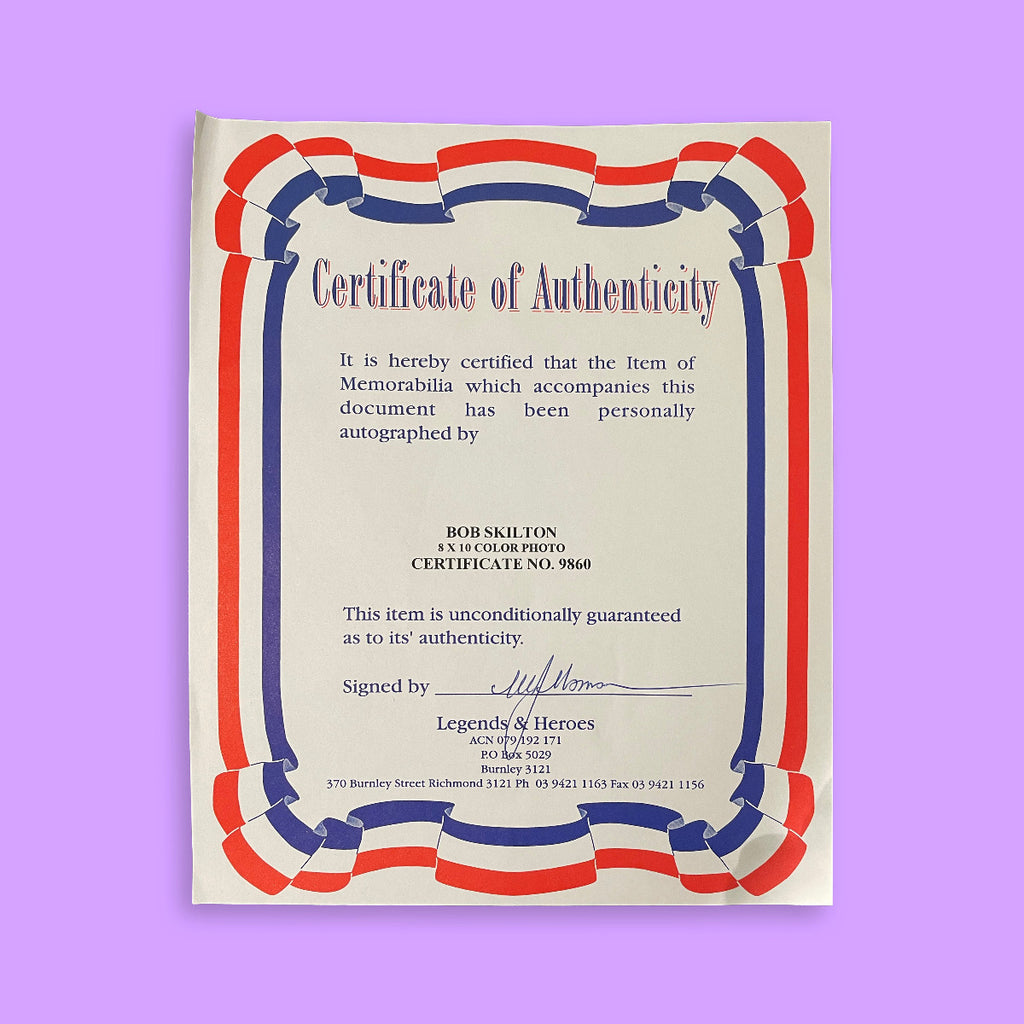 Certificate of Authenticity
It is hereby certified that the Item of
Memorabilia which accompanies this
document has been personally
autographed by
BOB SKILTON
8 X 10 COLOR PHOTO
CERTIFICATE NO. 9860
This item is unconditionally guaranteed
as to its' authenticity.
Signed by
Legends & Heroes
ACN 079 192 171
P.O Box 5029
Burnley 3121
370 Burnley Street Richmond 3121 Ph 03 9421 1163 Fax 03 9421 1156